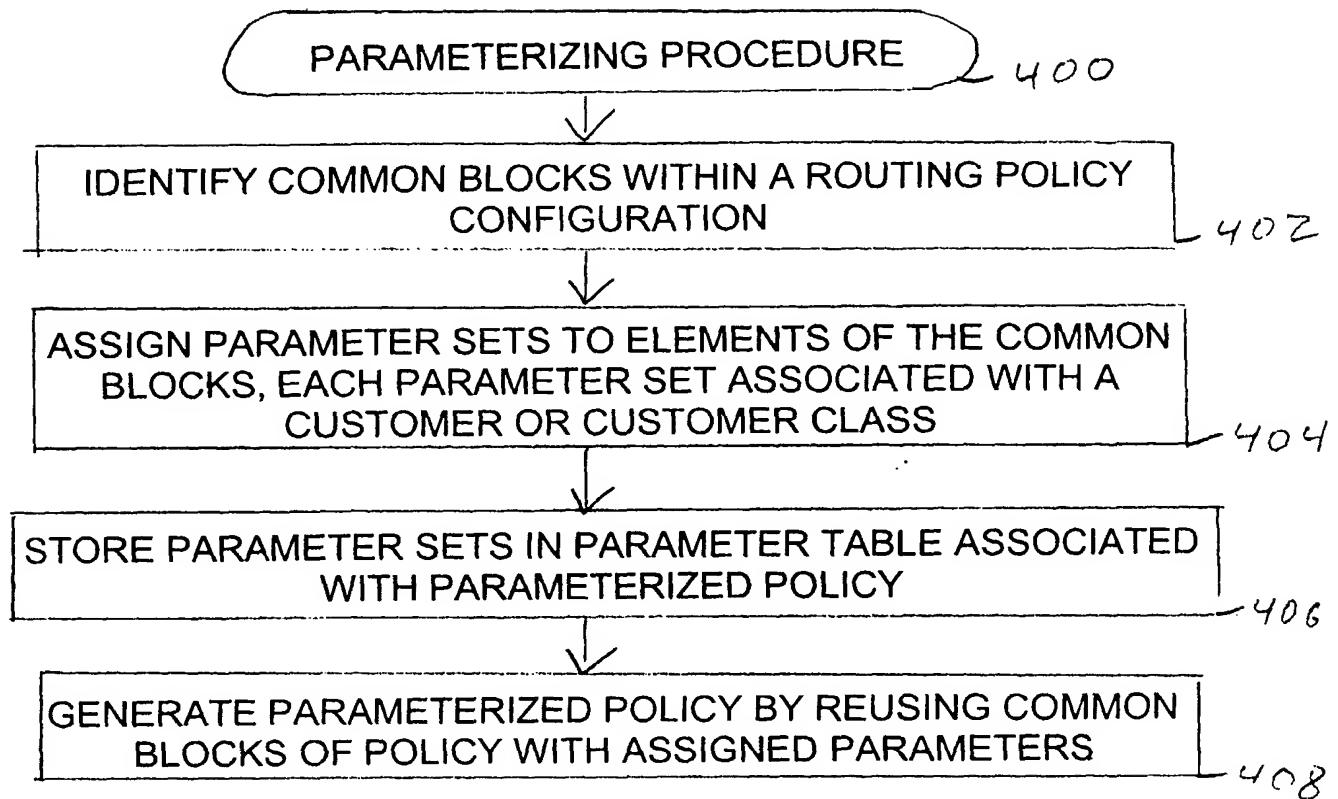 PARAMETERIZING PROCEDURE
400
IDENTIFY COMMON BLOCKS WITHIN A ROUTING POLICY
CONFIGURATION
402
ASSIGN PARAMETER SETS TO ELEMENTS OF THE COMMON
BLOCKS, EACH PARAMETER SET ASSOCIATED WITH A
CUSTOMER OR CUSTOMER CLASS
404
STORE PARAMETER SETS IN PARAMETER TABLE ASSOCIATED
WITH PARAMETERIZED POLICY
406
GENERATE PARAMETERIZED POLICY BY REUSING COMMON
BLOCKS OF POLICY WITH ASSIGNED PARAMETERS
408